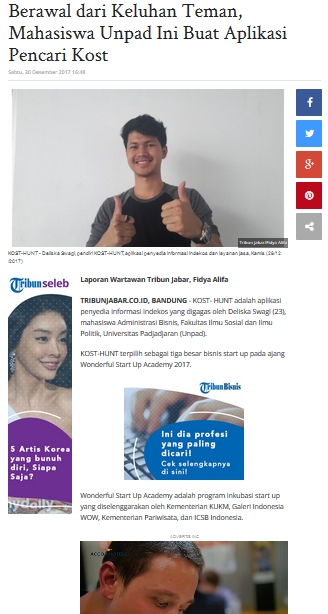 Berawal dari Keluhan Teman,
Mahasiswa Unpad Ini Buat Aplikasi
Pencari Kost
Sabtu, 30 Desember 2017 16:48
Tribun Jabar/Fidya Alifa
KOST-HUNT - Deliska Swagi, pendiri KOST-HUNT, aplikasi penyedia informasi indekos dan layanan jasa, Kamis (28/12
/2017)
Tribun seleb
5 Artis Korea
yang bunuh
diri, Siapa
Saja?
Laporan Wartawan Tribun Jabar, Fidya Alifa
TRIBUNJABAR.CO.ID, BANDUNG - KOST- HUNT adalah aplikasi
penyedia informasi indekos yang digagas oleh Deliska Swagi (23),
mahasiswa Administrasi Bisnis, Fakultas Ilmu Sosial dan Ilmu
Politik, Universitas Padjadjaran (Unpad).
KOST-HUNT terpilih sebagai tiga besar bisnis start up pada ajang
Wonderful Start Up Academy 2017.
Tribun Bisnis
Ini dia profesi
yang paling
dicari!
Cek selengkapnya
di sini!
Wonderful Start Up Academy adalah program inkubasi start up
yang diselenggarakan oleh Kementerian KUKM, Galeri Indonesia
WOW, Kementerian Pariwisata, dan ICSB Indonesia.